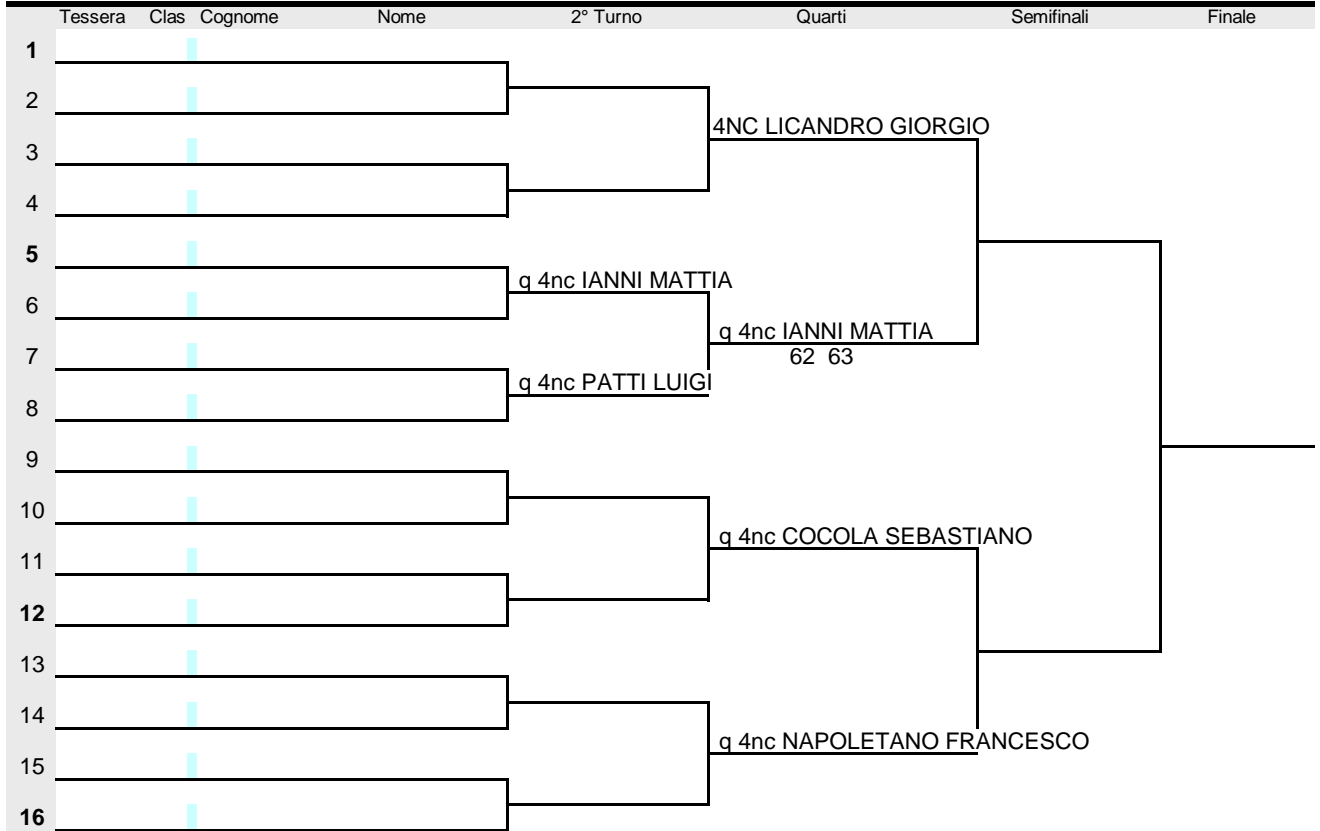 Tessera Clas Cognome Nome 2° Turno Quarti Semifinali Finale
1
2
4NC LICANDRO GIORGIO
3
4
5
q 4nc IANNI MATTIA
6
q 4nc IANNI MATTIA
7
62 63
q 4nc PATTI LUIGI
8
9
10
q 4nc COCOLA SEBASTIANO
11
12
13
14
q 4nc NAPOLETANO FRANCESCO
15
16